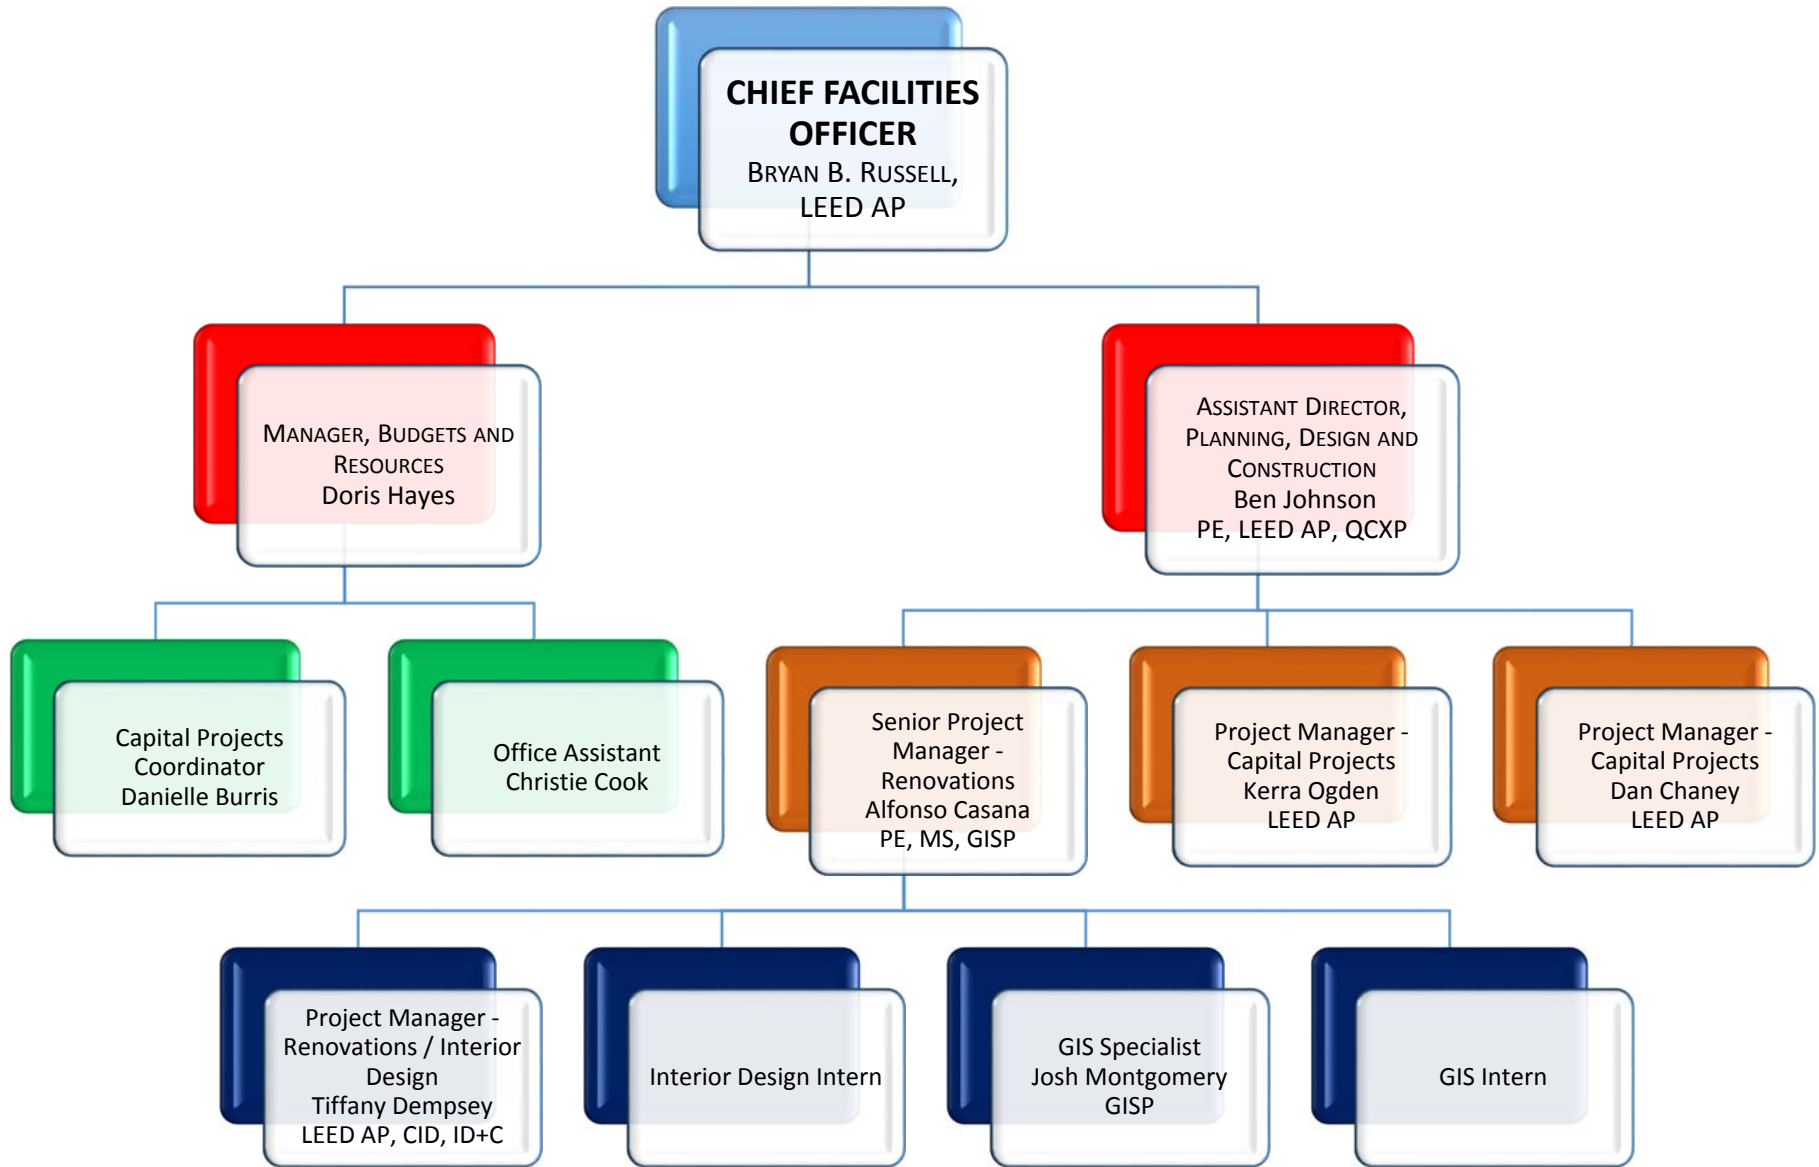 CHIEF FACILITIES
OFFICER
BRYAN B. RUSSELL,
LEED AP
MANAGER, BUDGETS AND
RESOURCES
Doris Hayes
ASSISTANT DIRECTOR,
PLANNING, DESIGN AND
CONSTRUCTION
Ben Johnson
PE, LEED AP, QCXP
Capital Projects
Coordinator
Danielle Burris
Office Assistant
Christie Cook
Senior Project
Manager -
Renovations
Alfonso Casana
PE, MS, GISP
Project Manager -
Capital Projects
Kerra Ogden
LEED AP
Project Manager -
Capital Projects
Dan Chaney
LEED AP
Project Manager -
Renovations / Interior
Design
Tiffany Dempsey
LEED AP, CID, ID+C
Interior Design Intern
GIS Specialist
Josh Montgomery
GISP
GIS Intern